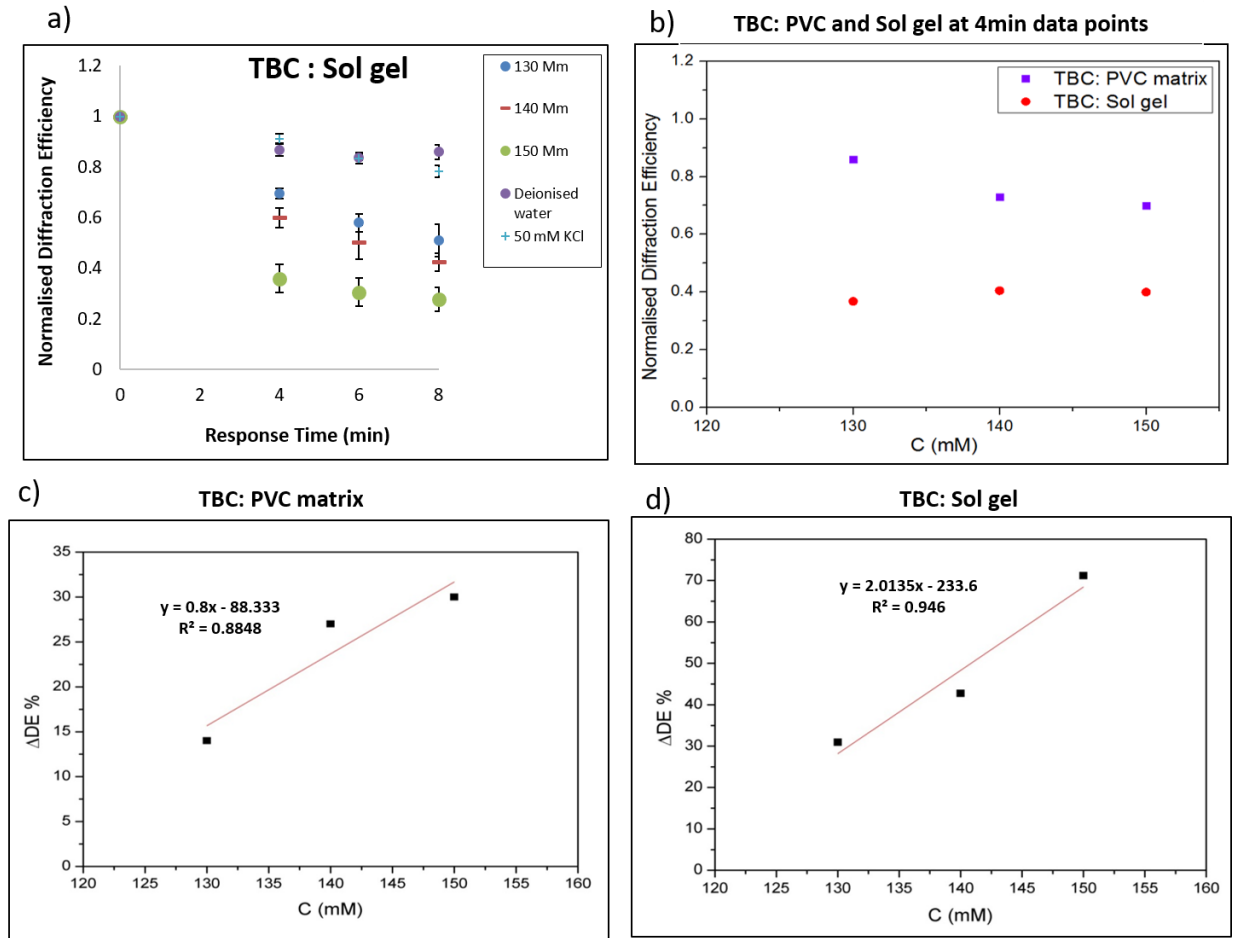 a)
TBC : Sol gel
Normalised Diffraction Efficiency
1.2
1
0.8
0.6
0.4
0.2
0
0
2
4
6
8
Response Time (min)
130 Mm
140 Mm
150 Mm
Deionised
water
50 mM KCl
b)
TBC: PVC and Sol gel at 4min data points
Normalised Diffraction Efficiency
1.2
1.0
0.8
0.6
0.4
0.2
0.0
120
130
140
150
C (mM)
TBC: PVC matrix
TBC: Sol gel
c)
TBC: PVC matrix
ΔDE %
35
30
25
20
15
10
5
0
120
125
130
135
140
145
150
155
160
C (mM)
y = 0.8x - 88.333
R² = 0.8848
d)
TBC: Sol gel
ΔDE %
80
70
60
50
40
30
20
10
0
120
125
130
135
140
145
150
155
160
C (mM)
y = 2.0135x - 233.6
R² = 0.946